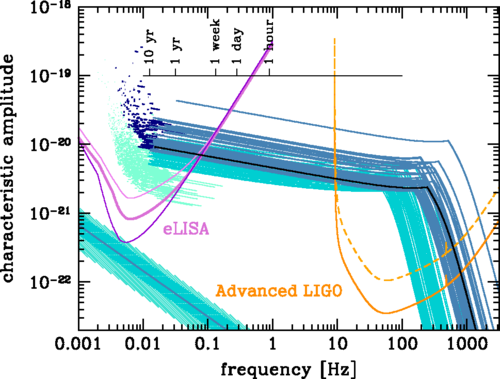 10⁻¹⁸
10⁻¹⁹
10⁻²⁰
10⁻²¹
10⁻²²
characteristic amplitude
10 yr
1 yr
1 week
1 day
1 hour
eLISA
Advanced LIGO
0.001 0.01 0.1 1 10 100 1000
frequency [Hz]